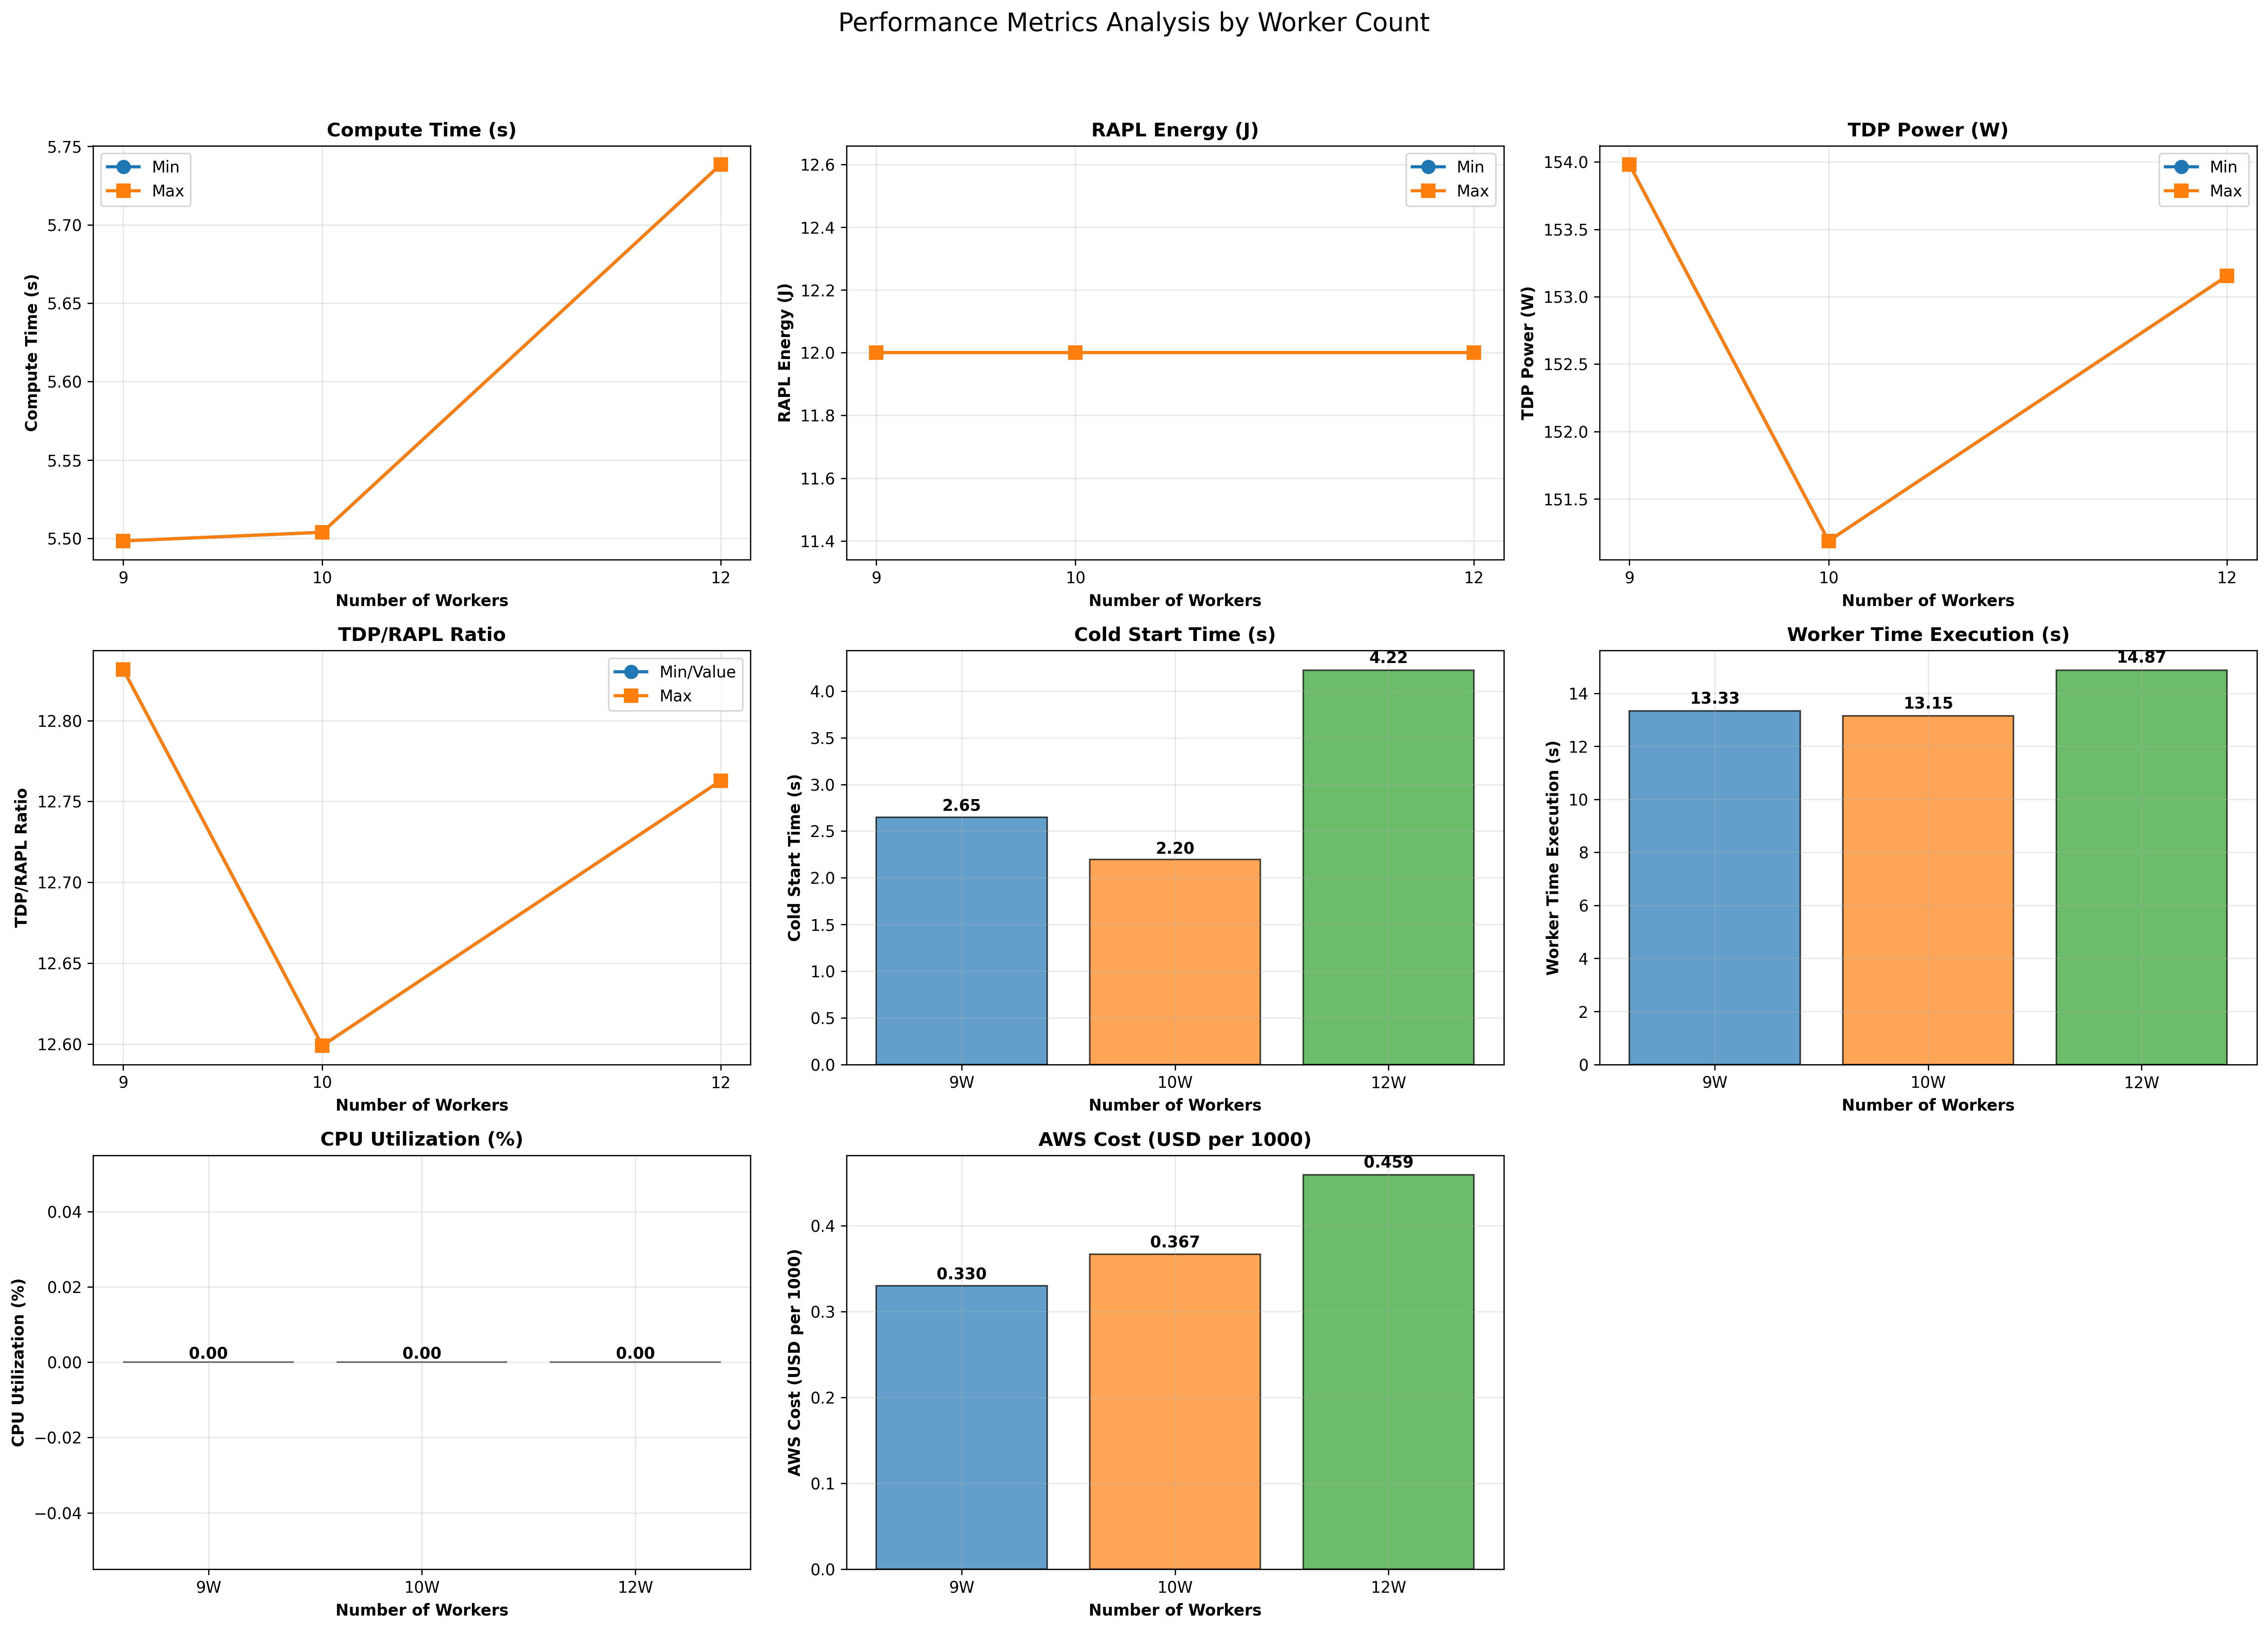 Performance Metrics Analysis by Worker Count
Compute Time (s)
Min
Max
5.75
5.70
5.65
5.60
5.55
5.50
Compute Time (s)
9
10
12
Number of Workers
RAPL Energy (J)
Min
Max
12.6
12.4
12.2
12.0
11.8
11.6
11.4
RAPL Energy (J)
9
10
12
Number of Workers
TDP Power (W)
Min
Max
154.0
153.5
153.0
152.5
152.0
151.5
TDP Power (W)
9
10
12
Number of Workers
TDP/RAPL Ratio
Min/Value
Max
12.80
12.75
12.70
12.65
12.60
TDP/RAPL Ratio
9
10
12
Number of Workers
Cold Start Time (s)
4.22
2.65
2.20
4.0
3.5
3.0
2.5
2.0
1.5
1.0
0.5
0.0
Cold Start Time (s)
9W
10W
12W
Number of Workers
Worker Time Execution (s)
14.87
13.33
13.15
14
12
10
8
6
4
2
0
Worker Time Execution (s)
9W
10W
12W
Number of Workers
CPU Utilization (%)
0.04
0.02
0.00
−0.02
−0.04
0.00
0.00
0.00
CPU Utilization (%)
9W
10W
12W
Number of Workers
AWS Cost (USD per 1000)
0.459
0.367
0.330
0.4
0.3
0.2
0.1
0.0
AWS Cost (USD per 1000)
9W
10W
12W
Number of Workers